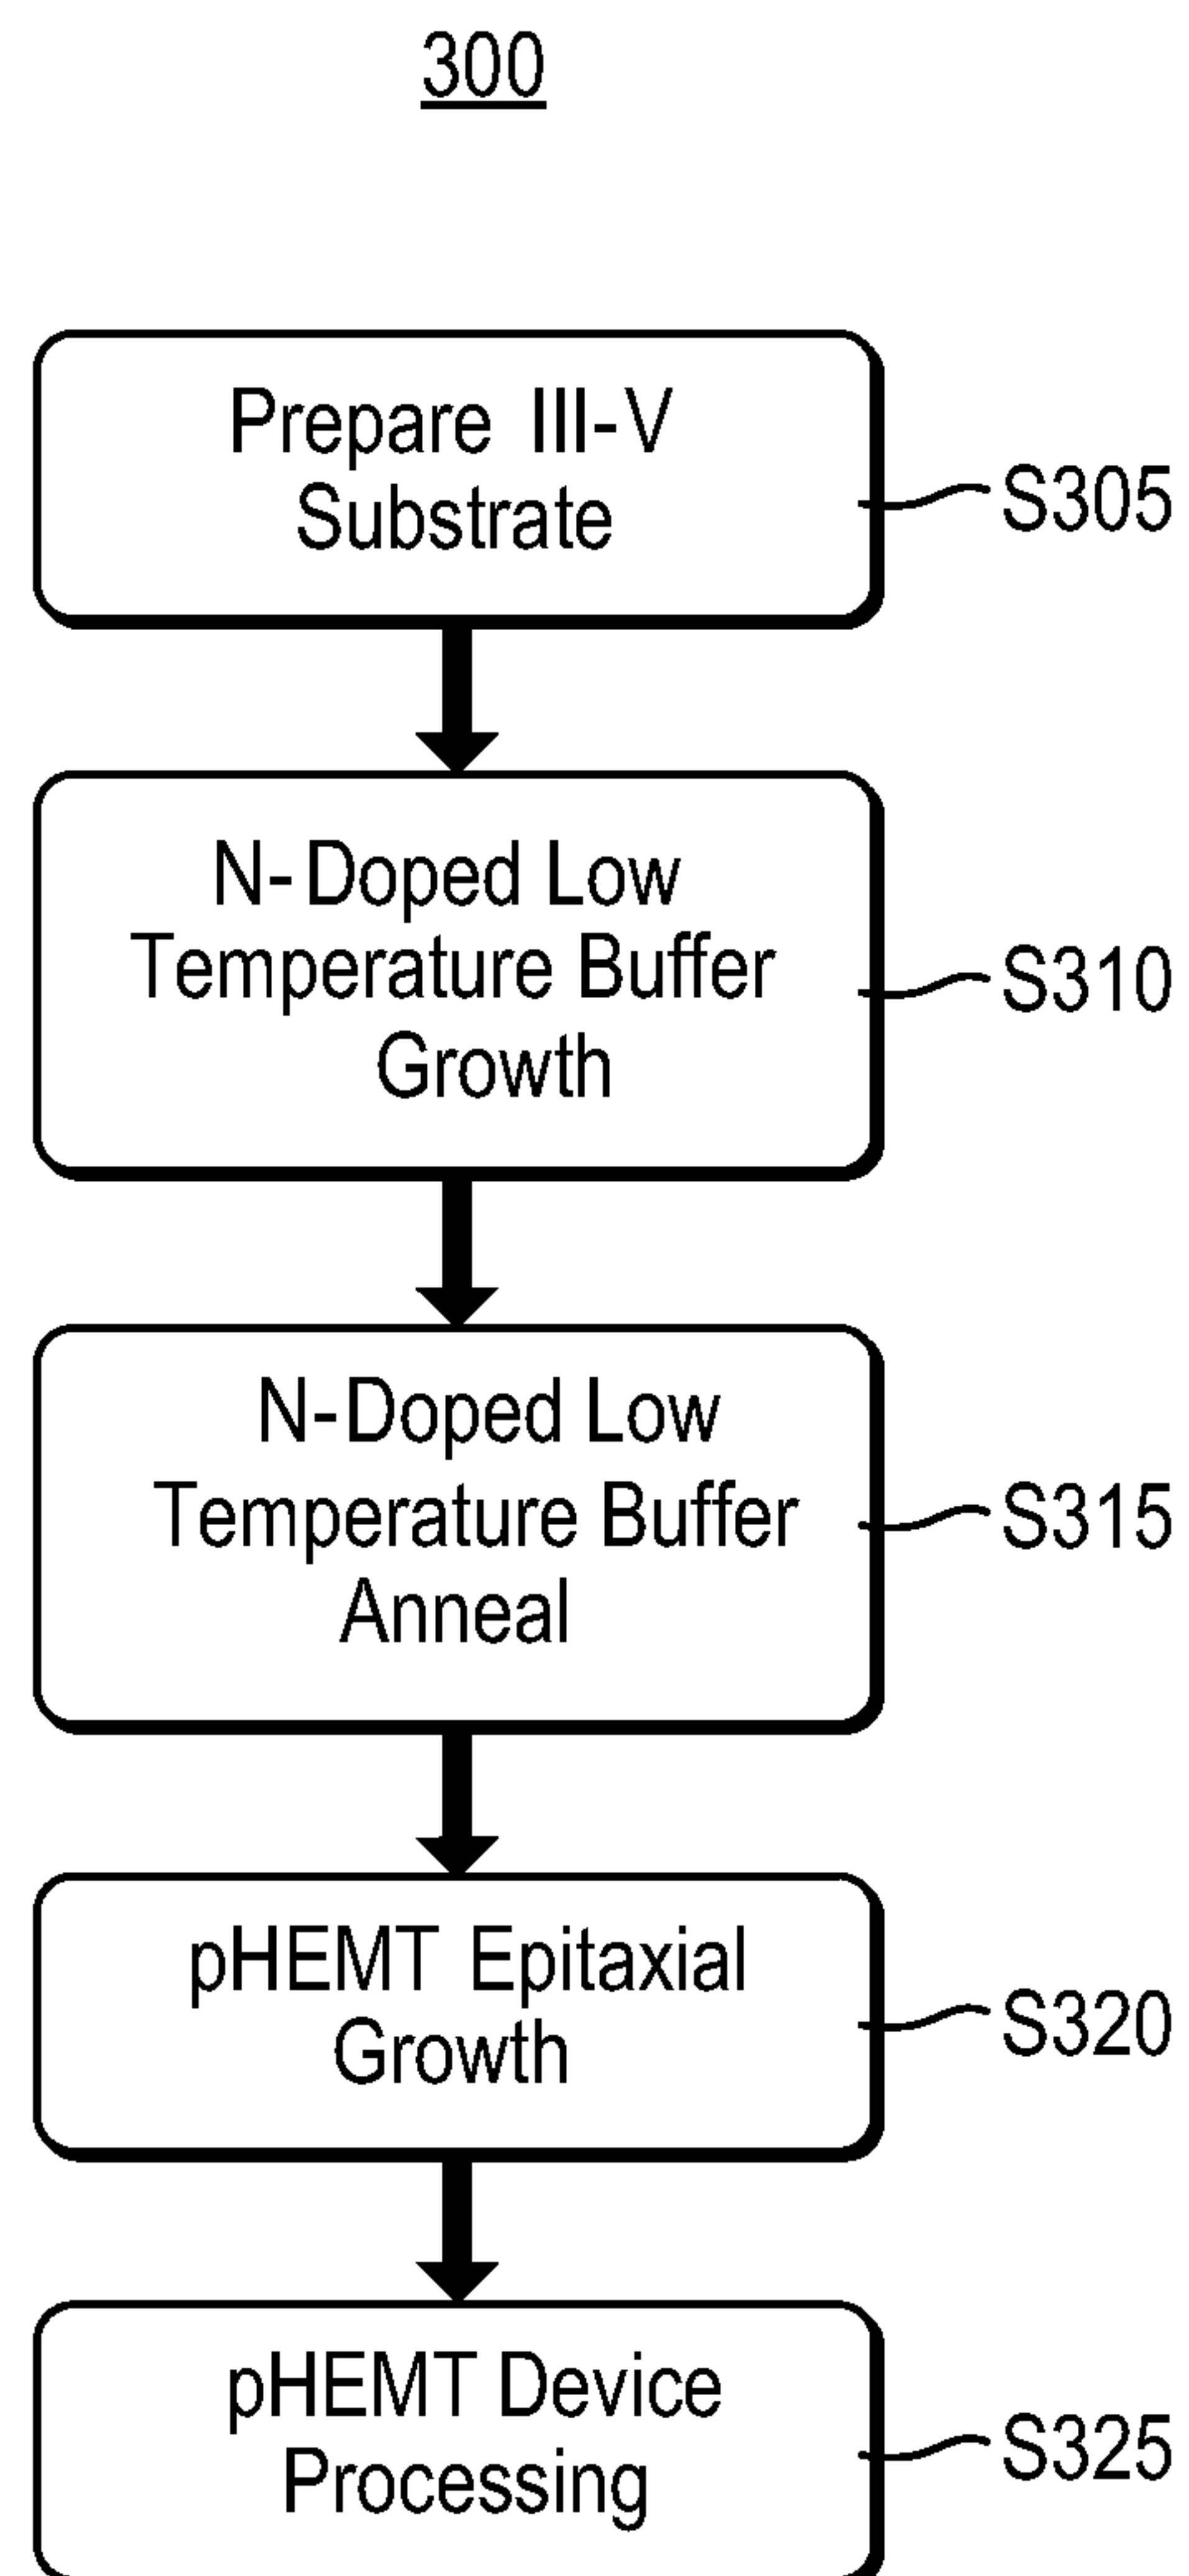 300
Prepare III-V
Substrate
S305
N-Doped Low
Temperature Buffer
Growth
S310
N-Doped Low
Temperature Buffer
Anneal
S315
pHEMT Epitaxial
Growth
S320
pHEMT Device
Processing
S325